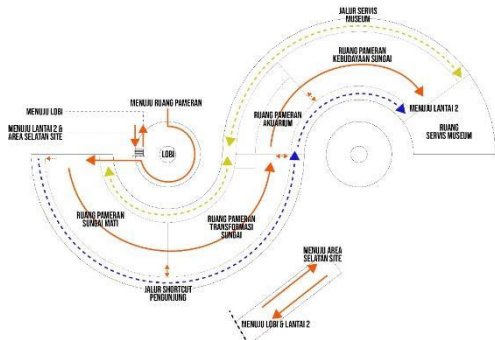 JALUR SERVIS
MUSEUM
RUANG PAMERAN
KEBUDAYAAN SUNGAI
MENUJU RUANG PAMERAN
MENUJU LOBI
MENUJU LANTAI 2 &
AREA SELATAN SITE
LOBI
RUANG PAMERAN
AKUARIUM
MENUJU LANTAI 2
RUANG
SERVIS MUSEUM
RUANG PAMERAN
SUNGAI MATI
RUANG PAMERAN
TRANSFORMASI
SUNGAI
JALUR SHORTCUT
PENGUNJUNG
MENUJU AREA
SELATAN SITE
MENUJU LOBI & LANTAI 2